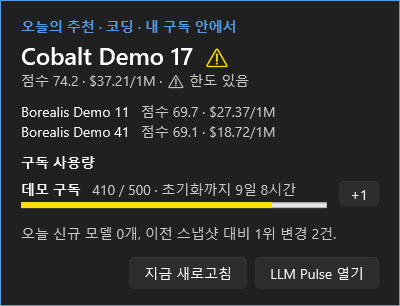 오늘의 추천 · 코딩 · 내 구독 안에서
Cobalt Demo 17 ⚠
점수 74.2 · $37.21/1M · ⚠ 한도 있음
Borealis Demo 11 점수 69.7 · $27.37/1M
Borealis Demo 41 점수 69.1 · $18.72/1M
구독 사용량
데모 구독 410 / 500 · 초기화까지 9일 8시간
+1
오늘 신규 모델 0개, 이전 스냅샷 대비 1위 변경 2건.
지금 새로고침 LLM Pulse 열기